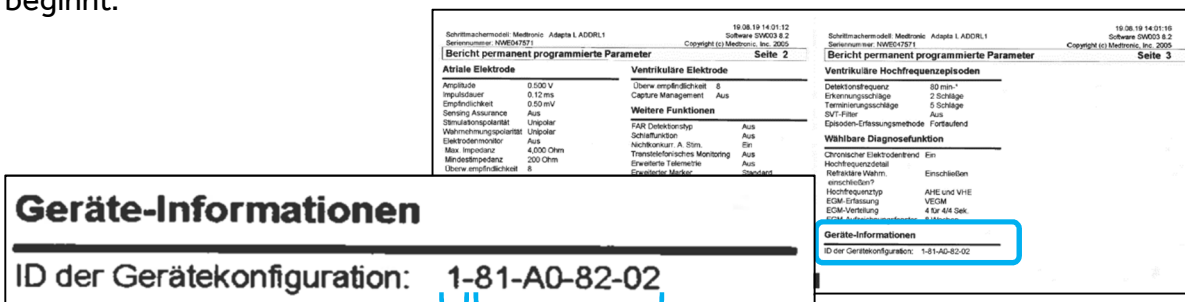 beginnt.
19.08.19 14:01:12
Schrittmachermodell: Medtronic Adapta L ADDRL1 Software SW003 8.2
Seriennummer: NWE047571 Copyright (c) Medtronic, Inc. 2005
Bericht permanent programmierte Parameter Seite 2
Atriale Elektrode
Amplitude 0.500 V
Impulsdauer 0.12 ms
Empfindlichkeit 0.50 mV
Sensing Assurance Aus
Stimulationspolarität Unipolar
Wahrnehmungspolarität Unipolar
Elektrodenmonitor Aus
Max. Impedanz 4,000 Ohm
Mindestimpedanz 200 Ohm
Überw.empfindlichkeit 8
Ventrikuläre Elektrode
Überw.empfindlichkeit 8
Capture Management Aus
Weitere Funktionen
FAR Detektionstyp Aus
Schlaffunktion Aus
Nichtkonkurr. A. Stim. Ein
Transtelefonisches Monitoring Aus
Erweiterte Telemetrie Aus
Erweiterter Marker Standard
19.08.19 14:01:16
Schrittmachermodell: Medtronic Adapta L ADDRL1 Software SW003 8.2
Seriennummer: NWE047571 Copyright (c) Medtronic, Inc. 2005
Bericht permanent programmierte Parameter Seite 3
Ventrikuläre Hochfrequenzepisoden
Detektionsfrequenz 80 min-¹
Erkennungsschläge 2 Schläge
Terminierungsschläge 5 Schläge
SVT-Filter Aus
Episoden-Erfassungsmethode Fortlaufend
Wählbare Diagnosefunktion
Chronischer Elektrodentrend Ein
Hochfrequenzdetail
Refraktäre Wahrn. Einschließen
einschließen?
Hochfrequenztyp AHE und VHE
EGM-Erfassung VEGM
EGM-Verteilung 4 für 4/4 Sek.
EGM-Aufzeichnungsfenster 8 Wochen
Geräte-Informationen
ID der Gerätekonfiguration: 1-81-A0-82-02
Geräte-Informationen
ID der Gerätekonfiguration: 1-81-A0-82-02